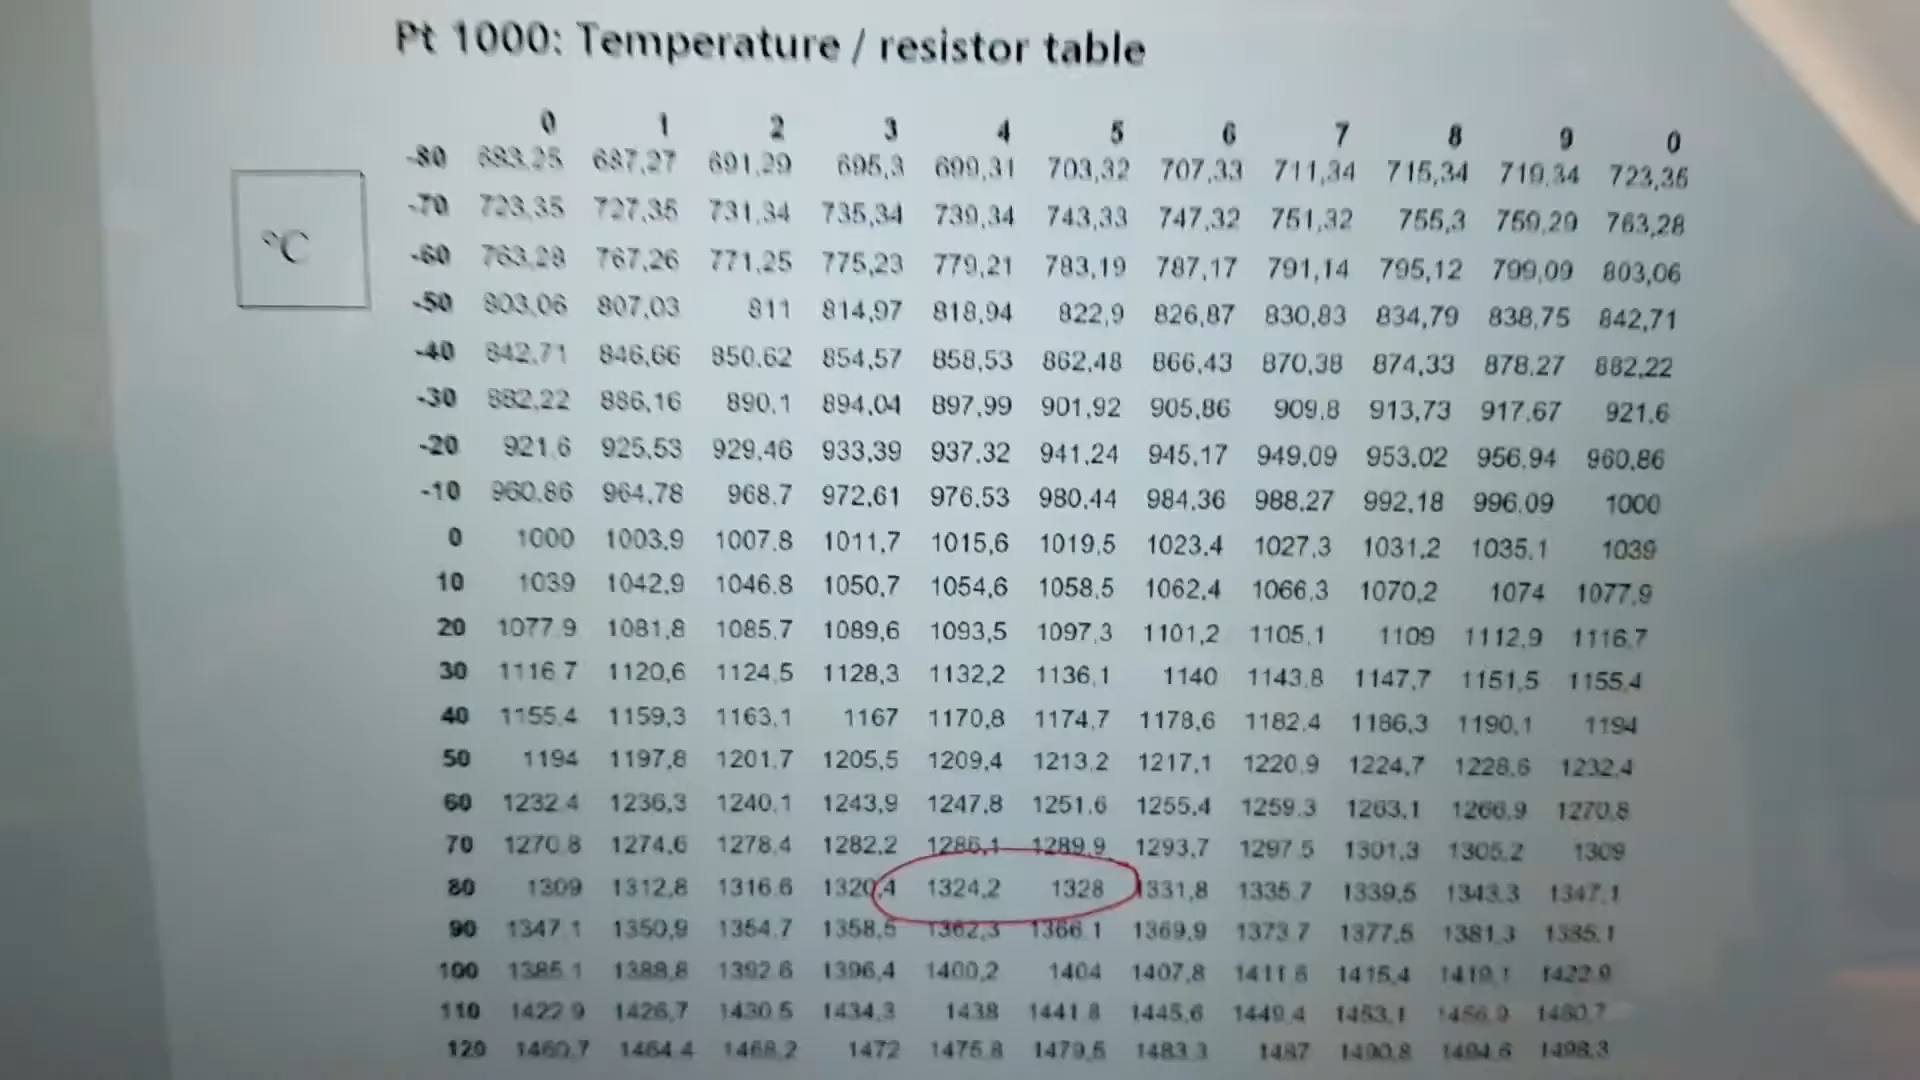 Pt 1000: Temperature / resistor table
0 1 2 3 4 5 6 7 8 9 0
°C
-80 683,25 687,27 691,29 695,3 699,31 703,32 707,33 711,34 715,34 719,34 723,35
-70 723,35 727,35 731,34 735,34 739,34 743,33 747,32 751,32 755,3 759,29 763,28
-60 763,28 767,26 771,25 775,23 779,21 783,19 787,17 791,14 795,12 799,09 803,06
-50 803,06 807,03 811 814,97 818,94 822,9 826,87 830,83 834,79 838,75 842,71
-40 842,71 846,66 850,62 854,57 858,53 862,48 866,43 870,38 874,33 878,27 882,22
-30 882,22 886,16 890,1 894,04 897,99 901,92 905,86 909,8 913,73 917,67 921,6
-20 921,6 925,53 929,46 933,39 937,32 941,24 945,17 949,09 953,02 956,94 960,86
-10 960,86 964,78 968,7 972,61 976,53 980,44 984,36 988,27 992,18 996,09 1000
0 1000 1003,9 1007,8 1011,7 1015,6 1019,5 1023,4 1027,3 1031,2 1035,1 1039
10 1039 1042,9 1046,8 1050,7 1054,6 1058,5 1062,4 1066,3 1070,2 1074 1077,9
20 1077,9 1081,8 1085,7 1089,6 1093,5 1097,3 1101,2 1105,1 1109 1112,9 1116,7
30 1116,7 1120,6 1124,5 1128,3 1132,2 1136,1 1140 1143,8 1147,7 1151,5 1155,4
40 1155,4 1159,3 1163,1 1167 1170,8 1174,7 1178,6 1182,4 1186,3 1190,1 1194
50 1194 1197,8 1201,7 1205,5 1209,4 1213,2 1217,1 1220,9 1224,7 1228,6 1232,4
60 1232,4 1236,3 1240,1 1243,9 1247,8 1251,6 1255,4 1259,3 1263,1 1266,9 1270,8
70 1270,8 1274,6 1278,4 1282,2 1286,1 1289,9 1293,7 1297,5 1301,3 1305,2 1309
80 1309 1312,8 1316,6 1320,4 1324,2 1328 1331,8 1335,7 1339,5 1343,3 1347,1
90 1347,1 1350,9 1354,7 1358,5 1362,3 1366,1 1369,9 1373,7 1377,5 1381,3 1385,1
100 1385,1 1388,8 1392,6 1396,4 1400,2 1404 1407,8 1411,6 1415,4 1419,1 1422,9
110 1422,9 1426,7 1430,5 1434,3 1438 1441,8 1445,6 1449,4 1453,1 1456,9 1460,7
120 1460,7 1464,4 1468,2 1472 1475,8 1479,5 1483,3 1487 1490,8 1494,6 1498,3